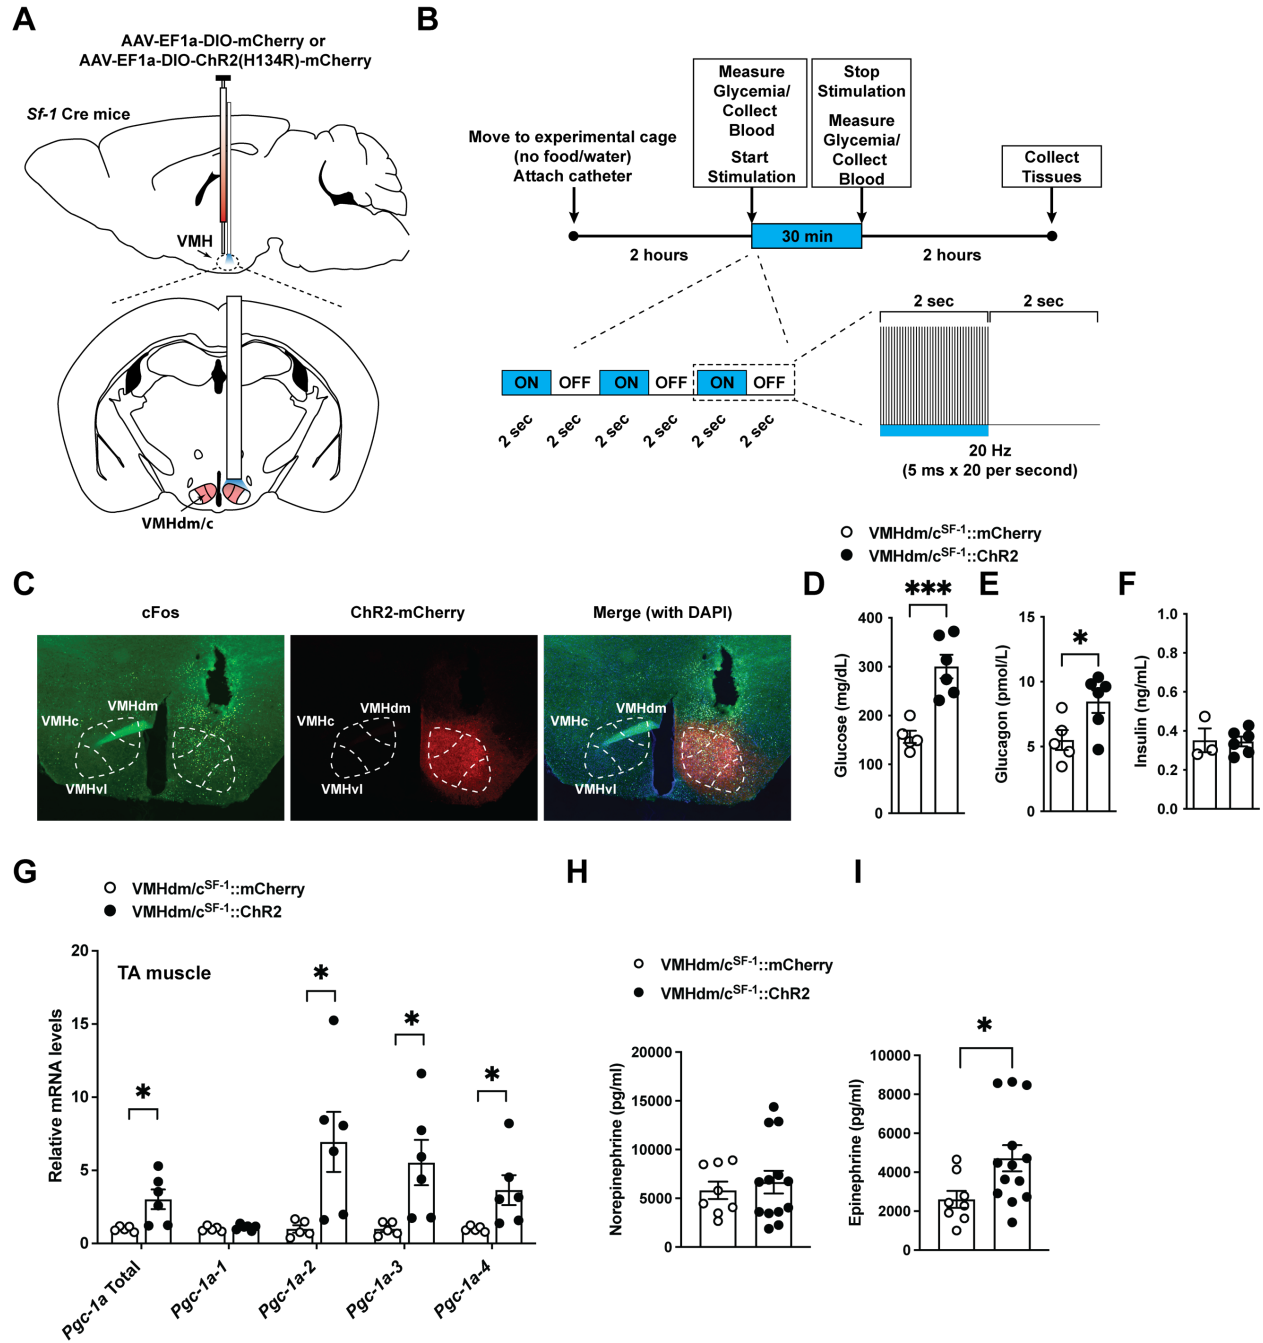 A
AAV-EF1a-DIO-mCherry or
AAV-EF1a-DIO-ChR2(H134R)-mCherry
Sf-1 Cre mice
VMH
VMHdm/c
B
Move to experimental cage
(no food/water)
Attach catheter
Measure
Glycemia/
Collect
Blood
Start
Stimulation
Stop
Stimulation
Measure
Glycemia/
Collect
Blood
Collect
Tissues
30 min
2 hours
2 hours
ON OFF ON OFF ON OFF
2 sec 2 sec 2 sec 2 sec 2 sec 2 sec
2 sec 2 sec
20 Hz
(5 ms x 20 per second)
VMHdm/cSF-1::mCherry
VMHdm/cSF-1::ChR2
C
cFos
ChR2-mCherry
Merge (with DAPI)
VMHdm
VMHc
VMHvl
VMHdm
VMHc
VMHvl
VMHdm
VMHc
VMHvl
D
***
Glucose (mg/dL)
400
300
200
100
0
E
*
Glucagon (pmol/L)
15
10
5
0
F
Insulin (ng/mL)
1.0
0.8
0.6
0.4
0.2
0.0
G
VMHdm/cSF-1::mCherry
VMHdm/cSF-1::ChR2
TA muscle
Relative mRNA levels
20
15
10
5
0
* * * *
Pgc-1a Total
Pgc-1a-1
Pgc-1a-2
Pgc-1a-3
Pgc-1a-4
H
VMHdm/cSF-1::mCherry
VMHdm/cSF-1::ChR2
Norepinephrine (pg/ml)
20000
15000
10000
5000
0
I
*
Epinephrine (pg/ml)
10000
8000
6000
4000
2000
0